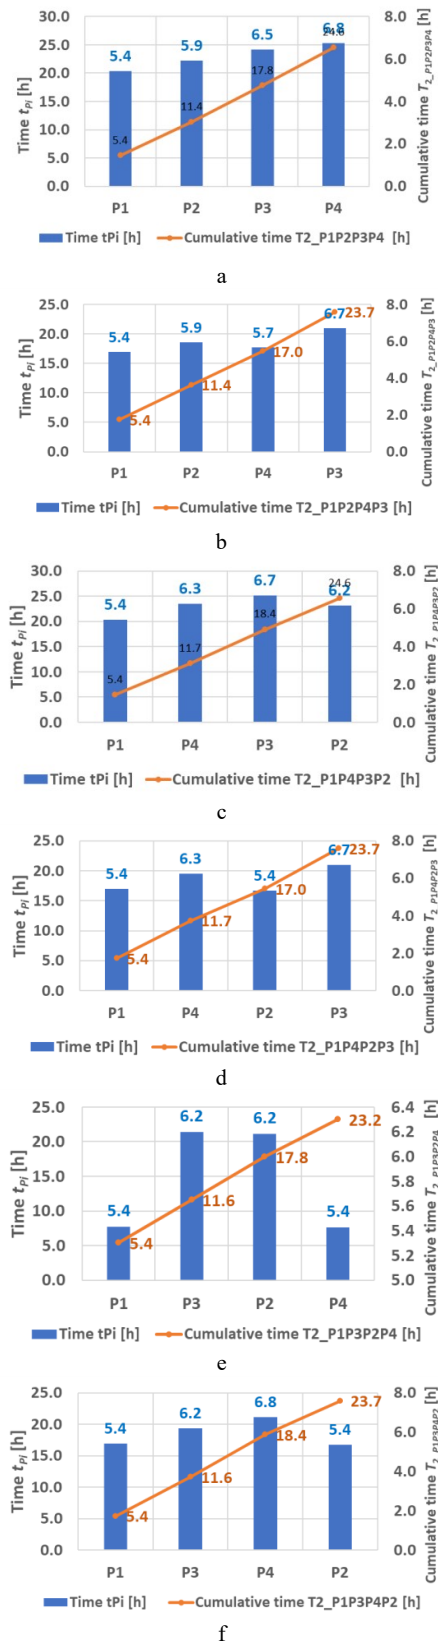 30.0 25.0 20.0 15.0 10.0 5.0 0.0
Time tPi [h]
5.4 5.9 6.5 6.8
5.4 11.4 17.8 24.6
8.0 6.0 4.0 2.0 0.0
Cumulative time T2_P1P2P3P4 [h]
P1 P2 P3 P4
Time tPi [h] Cumulative time T2_P1P2P3P4 [h]
a
25.0 20.0 15.0 10.0 5.0 0.0
Time tPi [h]
5.4 5.9 5.7 6.7
5.4 11.4 17.0 23.7
8.0 6.0 4.0 2.0 0.0
Cumulative time T2_P1P2P4P3 [h]
P1 P2 P4 P3
Time tPi [h] Cumulative time T2_P1P2P4P3 [h]
b
30.0 25.0 20.0 15.0 10.0 5.0 0.0
Time tPi [h]
5.4 6.3 6.7 6.2
5.4 11.7 18.4 24.6
8.0 6.0 4.0 2.0 0.0
Cumulative time T2_P1P4P3P2 [h]
P1 P4 P3 P2
Time tPi [h] Cumulative time T2_P1P4P3P2 [h]
c
25.0 20.0 15.0 10.0 5.0 0.0
Time tPi [h]
5.4 6.3 5.4 6.7
5.4 11.7 17.0 23.7
8.0 6.0 4.0 2.0 0.0
Cumulative time T2_P1P4P2P3 [h]
P1 P4 P2 P3
Time tPi [h] Cumulative time T2_P1P4P2P3 [h]
d
25.0 20.0 15.0 10.0 5.0 0.0
Time tPi [h]
5.4 6.2 6.2 5.4
5.4 11.6 17.8 23.2
6.4 6.2 6.0 5.8 5.6 5.4 5.2 5.0
Cumulative time T2_P1P3P2P4 [h]
P1 P3 P2 P4
Time tPi [h] Cumulative time T2_P1P3P2P4 [h]
e
25.0 20.0 15.0 10.0 5.0 0.0
Time tPi [h]
5.4 6.2 6.8 5.4
5.4 11.6 18.4 23.7
8.0 6.0 4.0 2.0 0.0
Cumulative time T2_P1P3P4P2 [h]
P1 P3 P4 P2
Time tPi [h] Cumulative time T2_P1P3P4P2 [h]
f